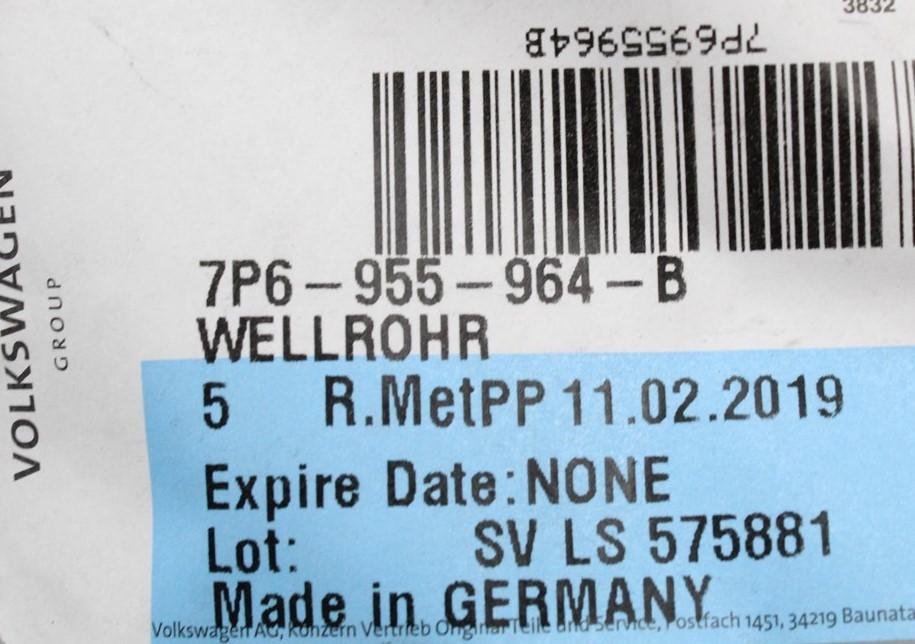 3832
7P6955964B
7P6-955-964-B
WELLROHR
5 R.MetPP 11.02.2019
Expire Date:NONE
Lot: SV LS 575881
Made in GERMANY
Volkswagen AG, Konzern Vertrieb Original Teile und Service, Postfach 1451, 34219 Baunata
VOLKSWAGEN
GROUP